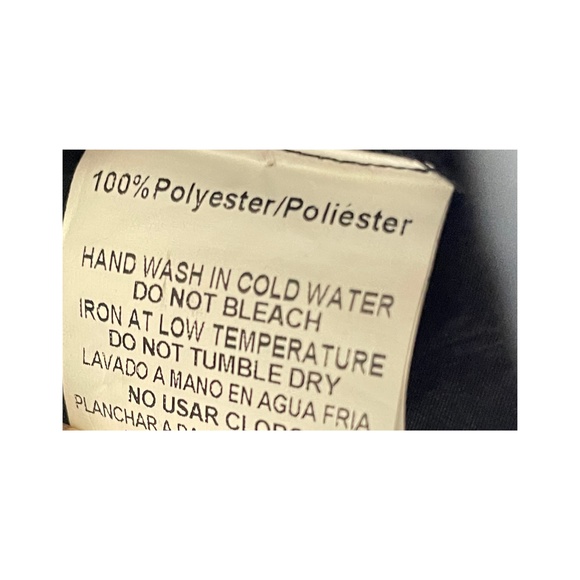 100%Polyester/Poliéster
HAND WASH IN COLD WATER
DO NOT BLEACH
IRON AT LOW TEMPERATURE
DO NOT TUMBLE DRY
LAVADO A MANO EN AGUA FRIA
NO USAR
PLANCHAR A